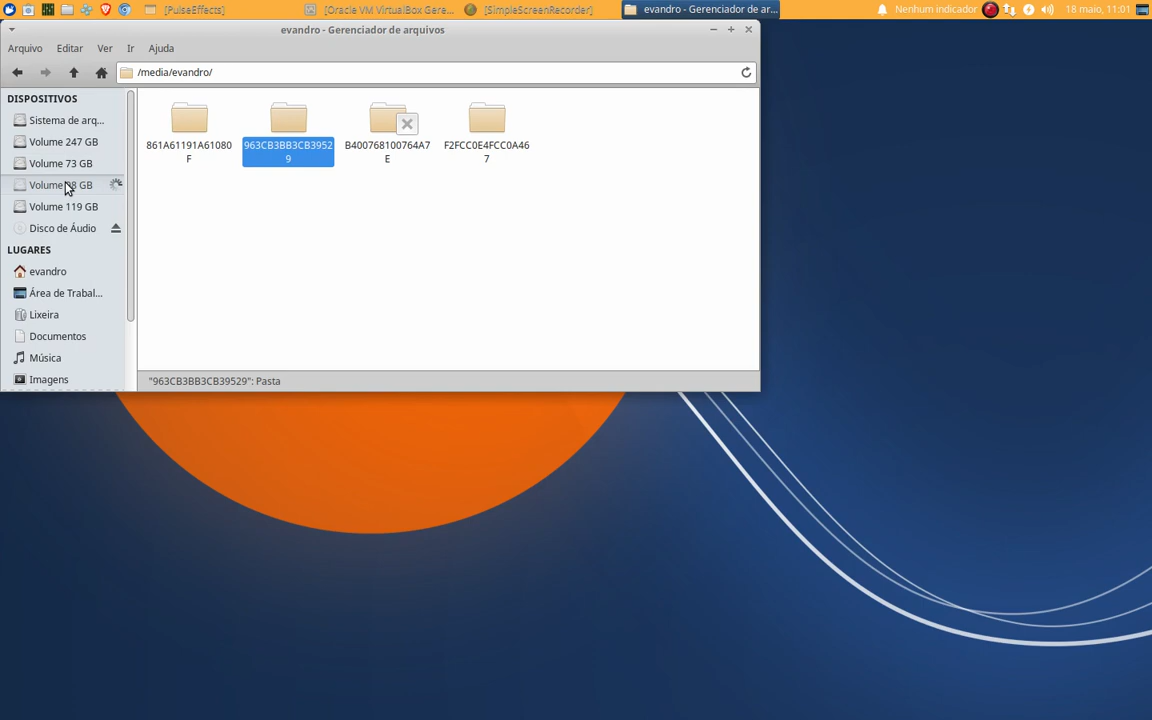 [PulseEffects]
[Oracle VM VirtualBox Gere...
[SimpleScreenRecorder]
evandro - Gerenciador de ar...
Nenhum indicador
18 maio, 11:01
evandro - Gerenciador de arquivos
Arquivo Editar Ver Ir Ajuda
/media/evandro/
DISPOSITIVOS
Sistema de arq...
Volume 247 GB
Volume 73 GB
Volume GB
Volume 119 GB
Disco de Áudio
LUGARES
evandro
Área de Trabal...
Lixeira
Documentos
Música
Imagens
861A61191A61080
F
963CB3BB3CB3952
9
B400768100764A7
E
F2FCC0E4FCC0A46
7
"963CB3BB3CB39529": Pasta